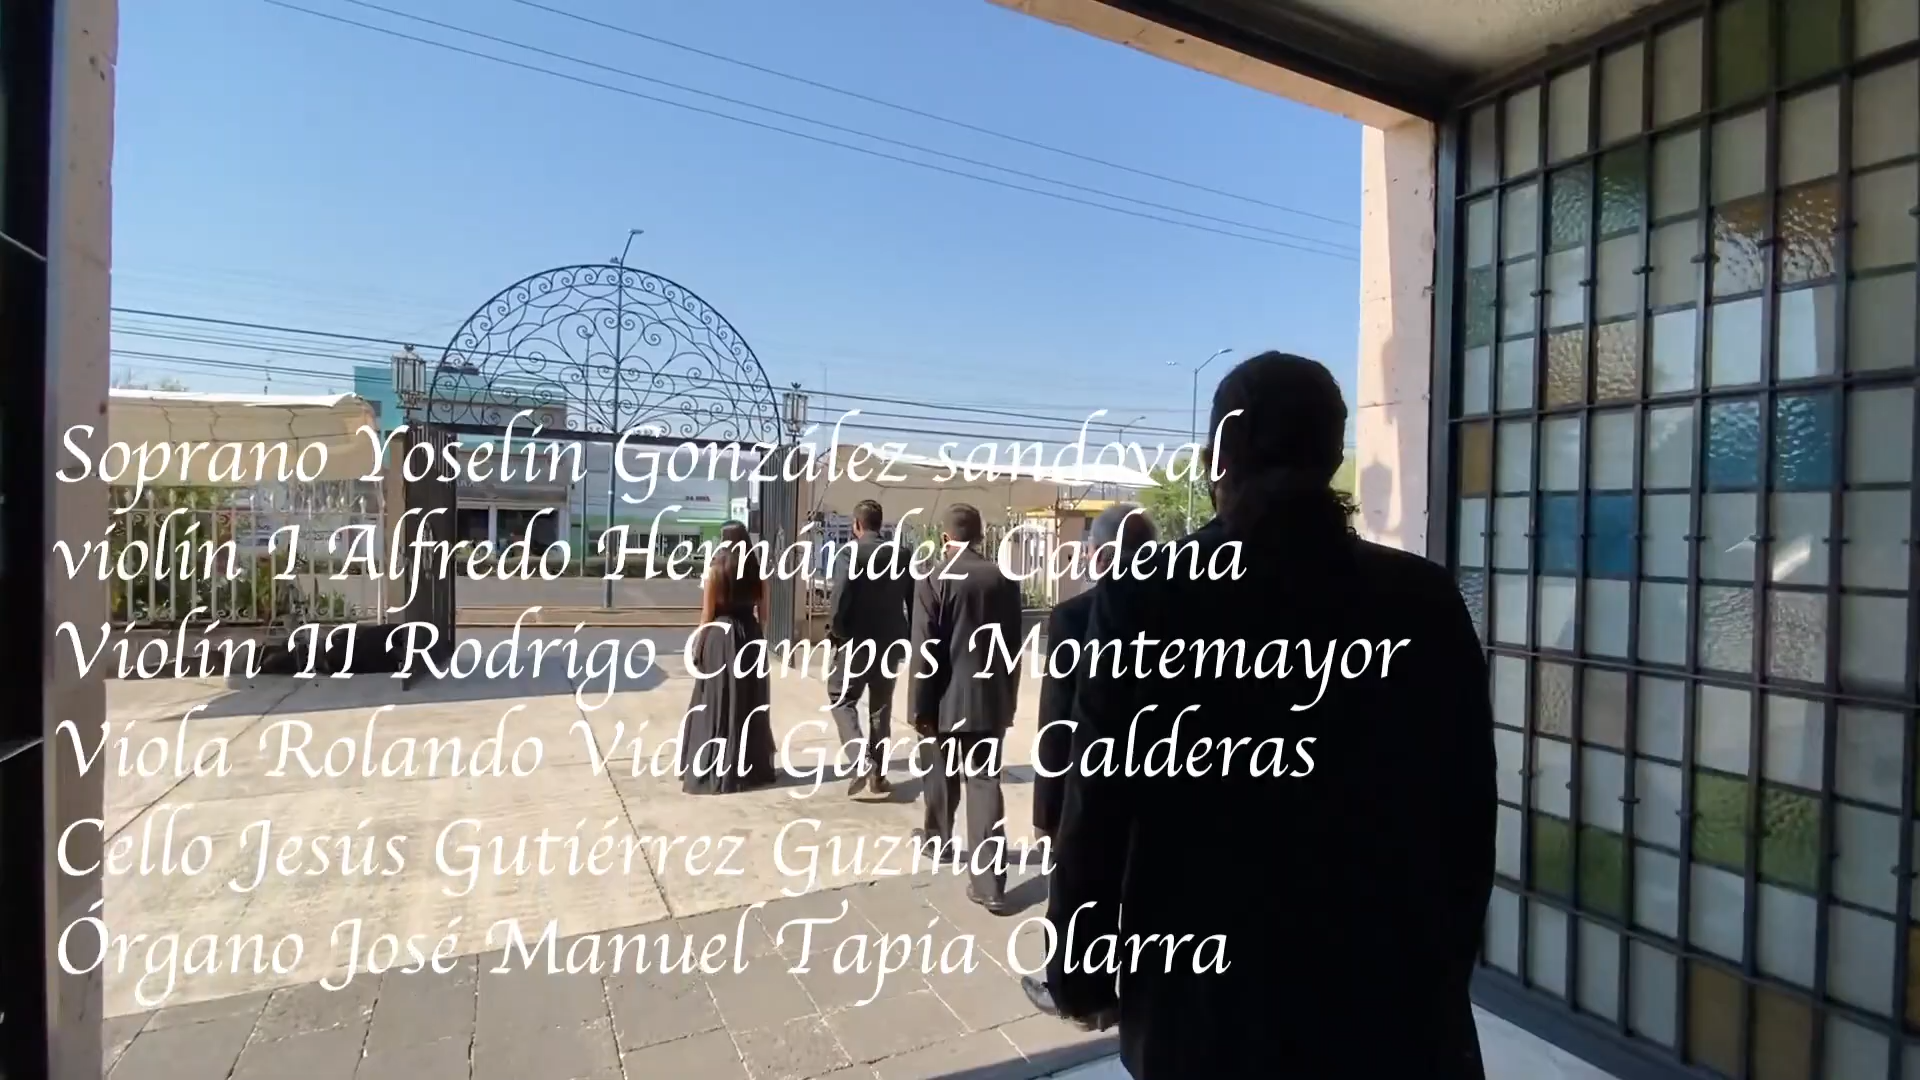 Soprano Yoselín González sandoval
violín I Alfredo Hernández Cadena
Violín II Rodrigo Campos Montemayor
Viola Rolando Vidal García Calderas
Cello Jesús Gutiérrez Guzmán
Órgano José Manuel Tapia Olarra